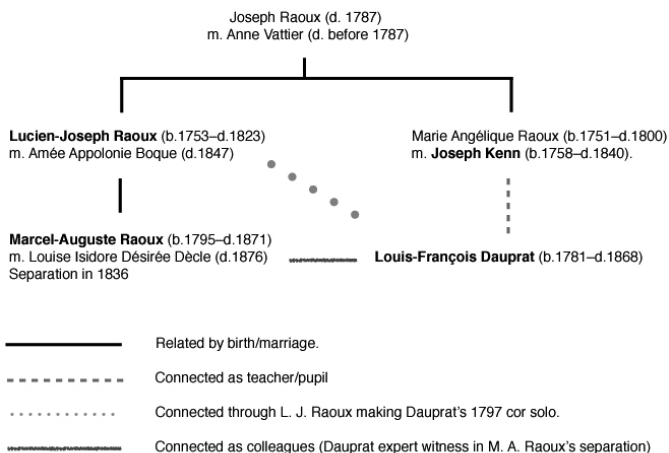 Joseph Raoux (d. 1787)
m. Anne Vattier (d. before 1787)
Lucien-Joseph Raoux (b.1753–d.1823)
m. Amée Appolonie Boque (d.1847)
Marie Angélique Raoux (b.1751–d.1800)
m. Joseph Kenn (b.1758–d.1840).
Marcel-Auguste Raoux (b.1795–d.1871)
m. Louise Isidore Désirée Dècle (d.1876)
Separation in 1836
Louis-François Dauprat (b.1781–d.1868)
Related by birth/marriage.
Connected as teacher/pupil
Connected through L. J. Raoux making Dauprat's 1797 cor solo.
Connected as colleagues (Dauprat expert witness in M. A. Raoux's separation)